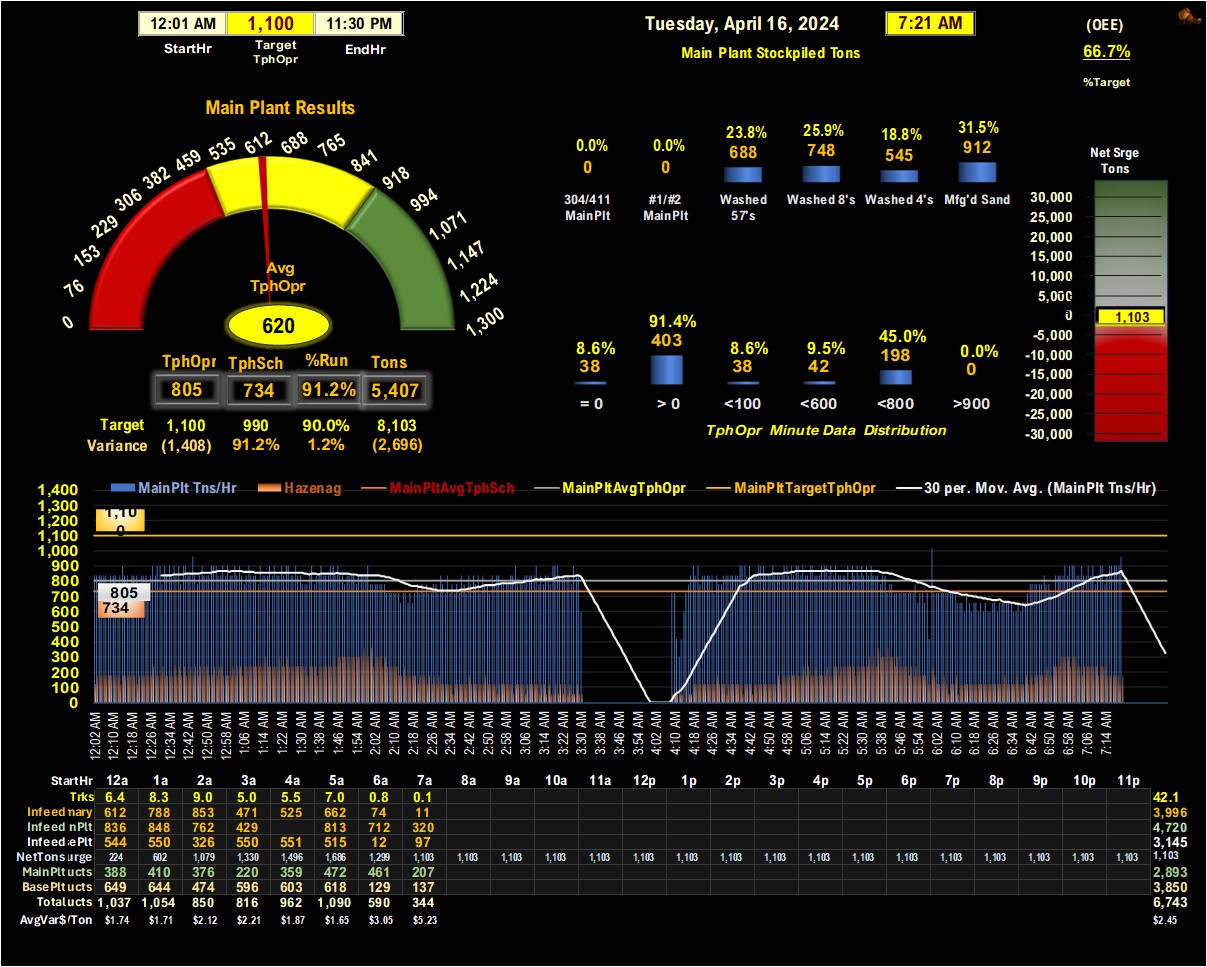 12:01 AM 1,100 11:30 PM
StartHr Target TphOpr EndHr
Tuesday, April 16, 2024 7:21 AM
Main Plant Stockpiled Tons
(OEE)
66.7%
%Target
Main Plant Results
0 76 153 229 306 382 459 535 612 688 765 841 918 994 1,071 1,147 1,224 1,300
Avg
TphOpr
620
TphOpr TphSch %Run Tons
805 734 91.2% 5,407
Target 1,100 990 90.0% 8,103
Variance (1,408) 91.2% 1.2% (2,696)
0.0% 0.0% 23.8% 25.9% 18.8% 31.5%
0 0 688 748 545 912
304/411 #1/#2 Washed Washed 8's Washed 4's Mfg'd Sand
MainPlt MainPlt 57's
8.6% 91.4% 8.6% 9.5% 45.0% 0.0%
38 403 38 42 198 0
= 0 > 0 <100 <600 <800 >900
TphOpr Minute Data Distribution
Net Srge
Tons
30,000
25,000
20,000
15,000
10,000
5,000
0
1,103
-5,000
-10,000
-15,000
-20,000
-25,000
-30,000
MainPlt Tns/Hr Hazenag MainPltAvgTphSch MainPltAvgTphOpr MainPltTargetTphOpr 30 per. Mov. Avg. (MainPlt Tns/Hr)
1,400
1,300
1,100
1,100
1,000
900
800
805
700
734
600
500
400
300
200
100
0
12:02 AM 12:10 AM 12:18 AM 12:26 AM 12:34 AM 12:42 AM 12:50 AM 12:58 AM 1:06 AM 1:14 AM 1:22 AM 1:30 AM 1:38 AM 1:46 AM 1:54 AM 2:02 AM 2:10 AM 2:18 AM 2:26 AM 2:34 AM 2:42 AM 2:50 AM 2:58 AM 3:06 AM 3:14 AM 3:22 AM 3:30 AM 3:38 AM 3:46 AM 3:54 AM 4:02 AM 4:10 AM 4:18 AM 4:26 AM 4:34 AM 4:42 AM 4:50 AM 4:58 AM 5:06 AM 5:14 AM 5:22 AM 5:30 AM 5:38 AM 5:46 AM 5:54 AM 6:02 AM 6:10 AM 6:18 AM 6:26 AM 6:34 AM 6:42 AM 6:50 AM 6:58 AM 7:06 AM 7:14 AM
StartHr 12a 1a 2a 3a 4a 5a 6a 7a 8a 9a 10a 11a 12p 1p 2p 3p 4p 5p 6p 7p 8p 9p 10p 11p
Trks 6.4 8.3 9.0 5.0 5.5 7.0 0.8 0.1 42.1
Infeed mary 612 788 853 471 525 662 74 11 3,996
Infeed nPlt 836 848 762 429 813 712 320 4,720
Infeed ePlt 544 550 326 550 551 515 12 97 3,145
NetTons urge 224 602 1,079 1,330 1,496 1,686 1,299 1,103 1,103 1,103 1,103 1,103 1,103 1,103 1,103 1,103 1,103 1,103 1,103 1,103 1,103 1,103 1,103 1,103 1,103
MainPlt ucts 388 410 376 220 359 472 461 207 2,893
BasePlt ucts 649 644 474 596 603 618 129 137 3,850
Total ucts 1,037 1,054 850 816 962 1,090 590 344 6,743
AvgVar$/Ton $1.74 $1.71 $2.12 $2.21 $1.87 $1.65 $3.05 $5.23 $2.45